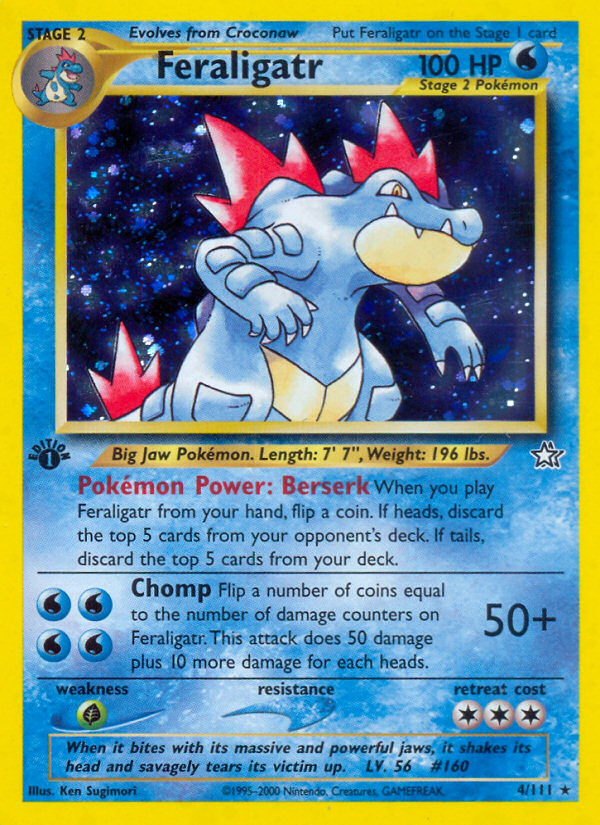 STAGE 2 Evolves from Croconaw Put Feraligatr on the Stage 1 card
Feraligatr 100 HP
Stage 2 Pokémon
EDITION 1
Big Jaw Pokémon. Length: 7' 7", Weight: 196 lbs.
Pokémon Power: Berserk When you play
Feraligatr from your hand, flip a coin. If heads, discard
the top 5 cards from your opponent's deck. If tails,
discard the top 5 cards from your deck.
Chomp Flip a number of coins equal
to the number of damage counters on
Feraligatr. This attack does 50 damage
plus 10 more damage for each heads.
50+
weakness resistance retreat cost
When it bites with its massive and powerful jaws, it shakes its
head and savagely tears its victim up. LV. 56 #160
Illus. Ken Sugimori ©1995-2000 Nintendo, Creatures, GAMEFREAK. 4/111 ★